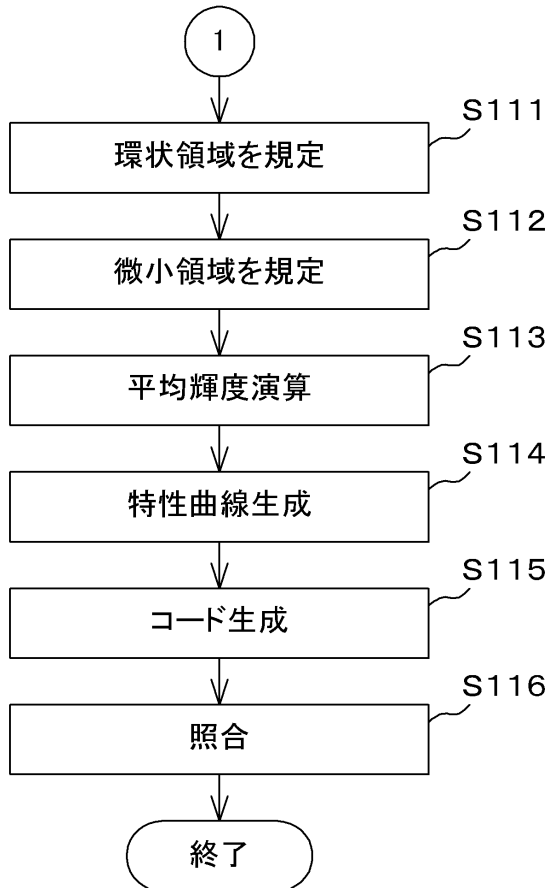 1
S111
環状領域を規定
S112
微小領域を規定
S113
平均輝度演算
S114
特性曲線生成
S115
コード生成
S116
照合
終了